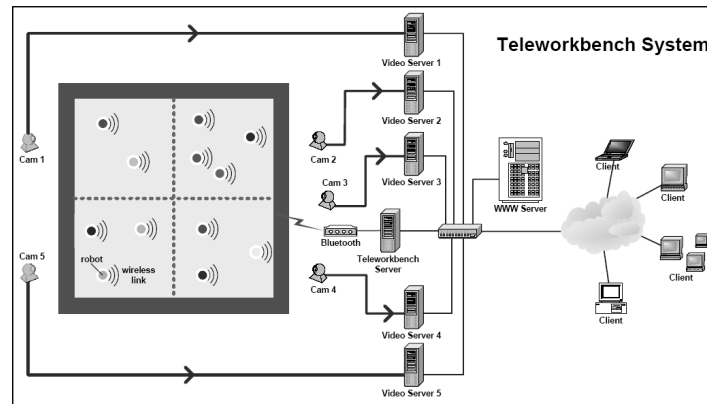 Teleworkbench System
Video Server 1
Video Server 2
Cam 1
Cam 2
Video Server 3
Cam 3
Client
WWW Server
Client
Bluetooth
Teleworkbench
Server
Cam 5
robot
wireless
link
Cam 4
Client
Client
Video Server 4
Video Server 5